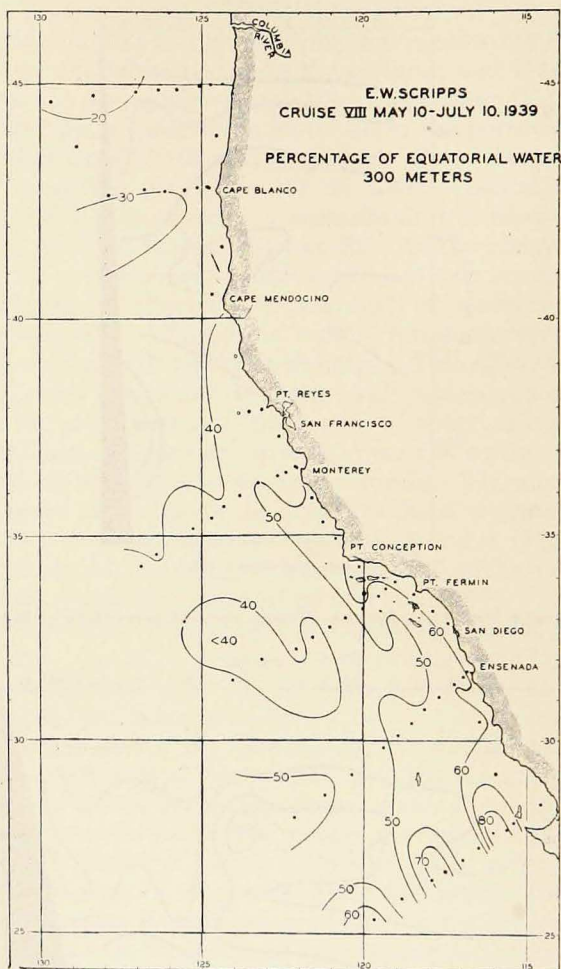 130 125 120 115
COLUMBIA
RIVER
45 -45
E.W. SCRIPPS
CRUISE VIII MAY 10-JULY 10, 1939
PERCENTAGE OF EQUATORIAL WATER
300 METERS
20
30
CAPE BLANCO
CAPE MENDOCINO
40 -40
PT. REYES
SAN FRANCISCO
40
MONTEREY
50
35 -35
PT. CONCEPTION
PT. FERMIN
40
60
SAN DIEGO
<40
50
ENSENADA
30 -30
50
60
50
80
70
50
60
25 -25
130 125 120 115